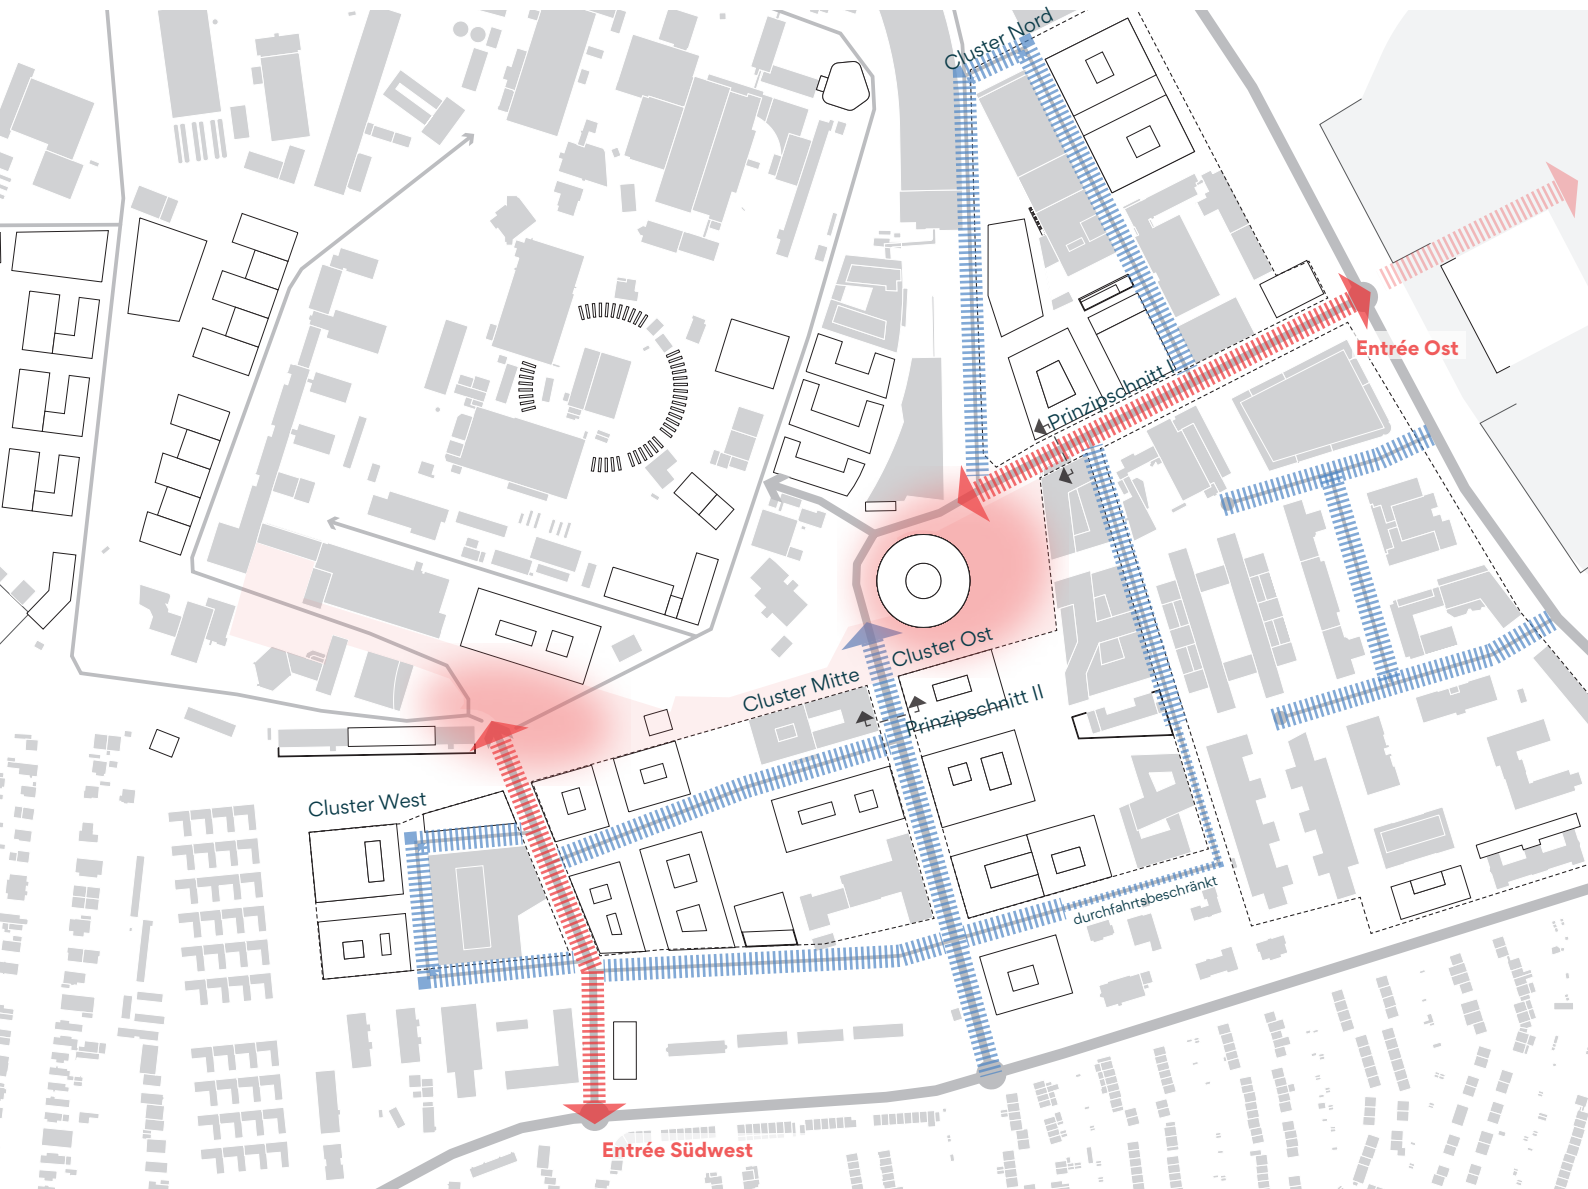 Cluster Nord
Entrée Ost
Prinzipschnitt I
Cluster Ost
Cluster Mitte
Prinzipschnitt II
Cluster West
durchfahrtsbeschränkt
Entrée Südwest